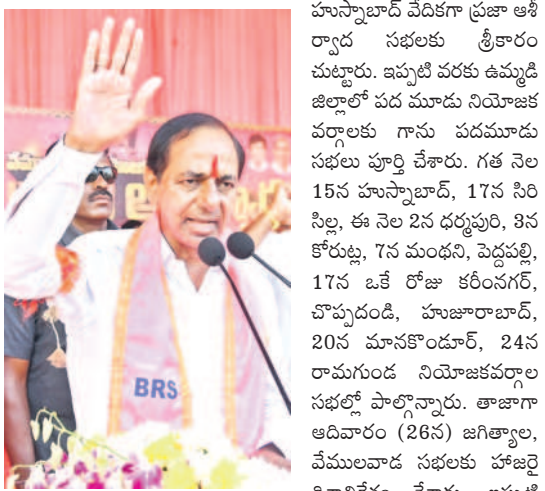 హుస్నాబాద్ వేదికగా ప్రజా ఆశీ
ర్వాద సభలకు శ్రీకారం
చుట్టారు. ఇప్పటి వరకు ఉమ్మడి
జిల్లాలో పద మూడు నియోజక
వర్గాలకు గాను పదమూడు
సభలు పూర్తి చేశారు. గత నెల
15న హుస్నాబాద్, 17న సిరి
సిల్ల, ఈ నెల 2న ధర్మపురి, 3న
కోరుట్ల, 7న మంథని, పెద్దపల్లి,
17న ఒకే రోజు కరీంనగర్,
చొప్పదండి, హుజూరాబాద్,
20న మానకొండూర్, 24న
రామగుండ నియోజకవర్గాల
సభల్లో పాల్గొన్నారు. తాజాగా
ఆదివారం (26న) జగిత్యాల,
వేములవాడ సభలకు హాజరై
BRS